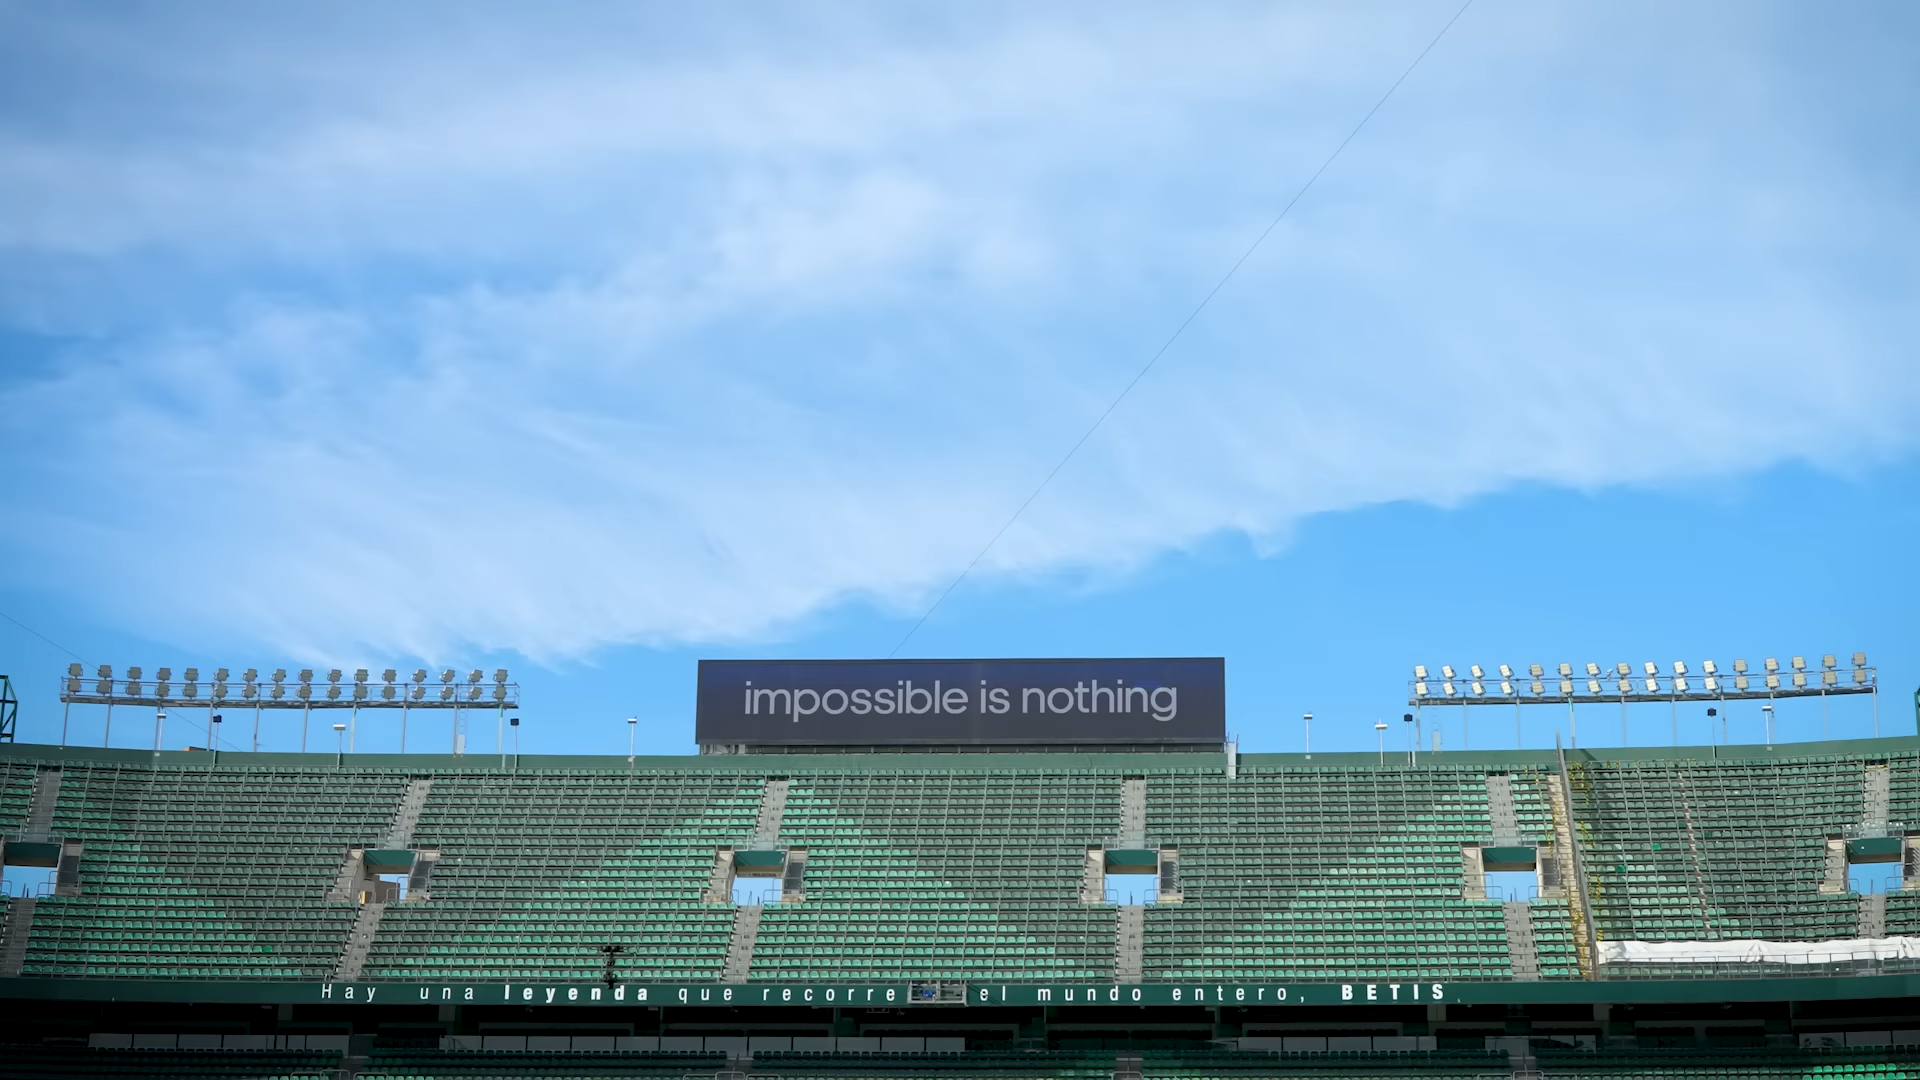 impossible is nothing
Hay una leyenda que recorre el mundo entero, BETIS